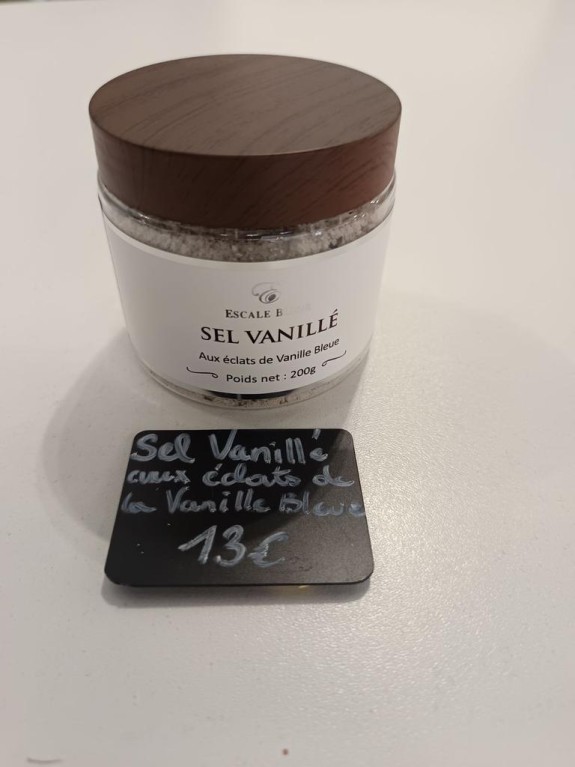 ESCALE B
SEL VANILLÉ
Aux éclats de Vanille Bleue
Poids net : 200g
Sel Vanillé
aux éclats de
la Vanille Bleue
13€